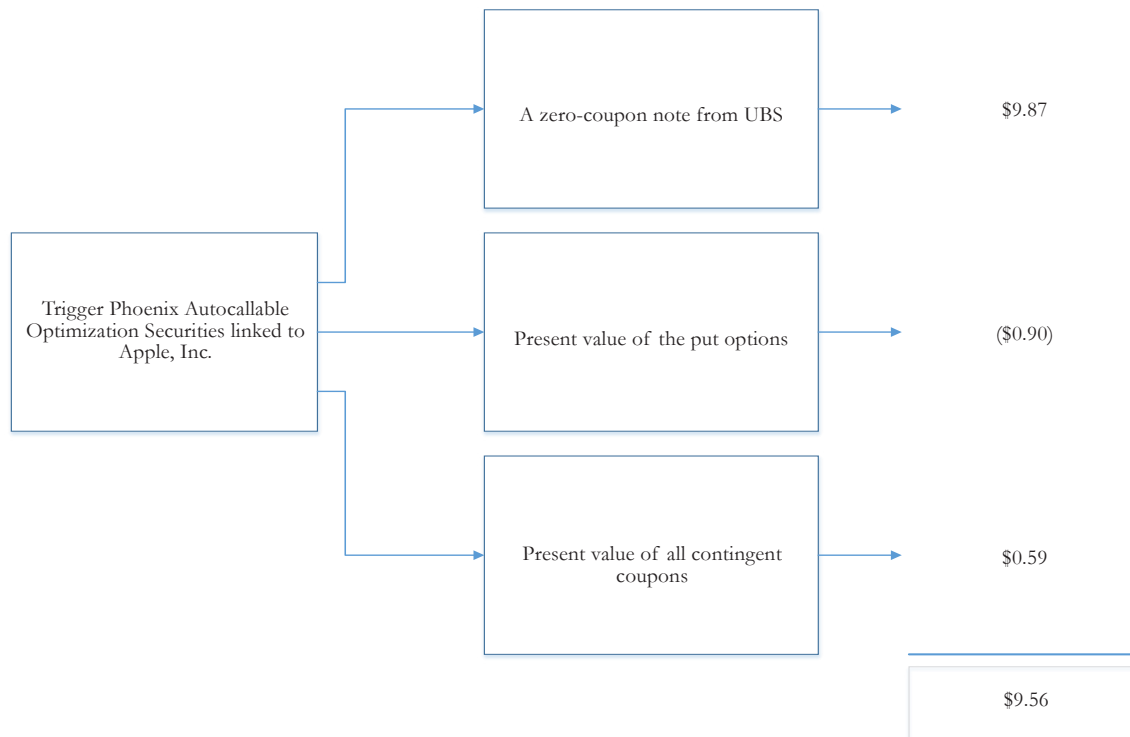 A zero-coupon note from UBS
$9.87
Trigger Phoenix Autocallable
Optimization Securities linked to
Apple, Inc.
Present value of the put options
($0.90)
Present value of all contingent
coupons
$0.59
$9.56